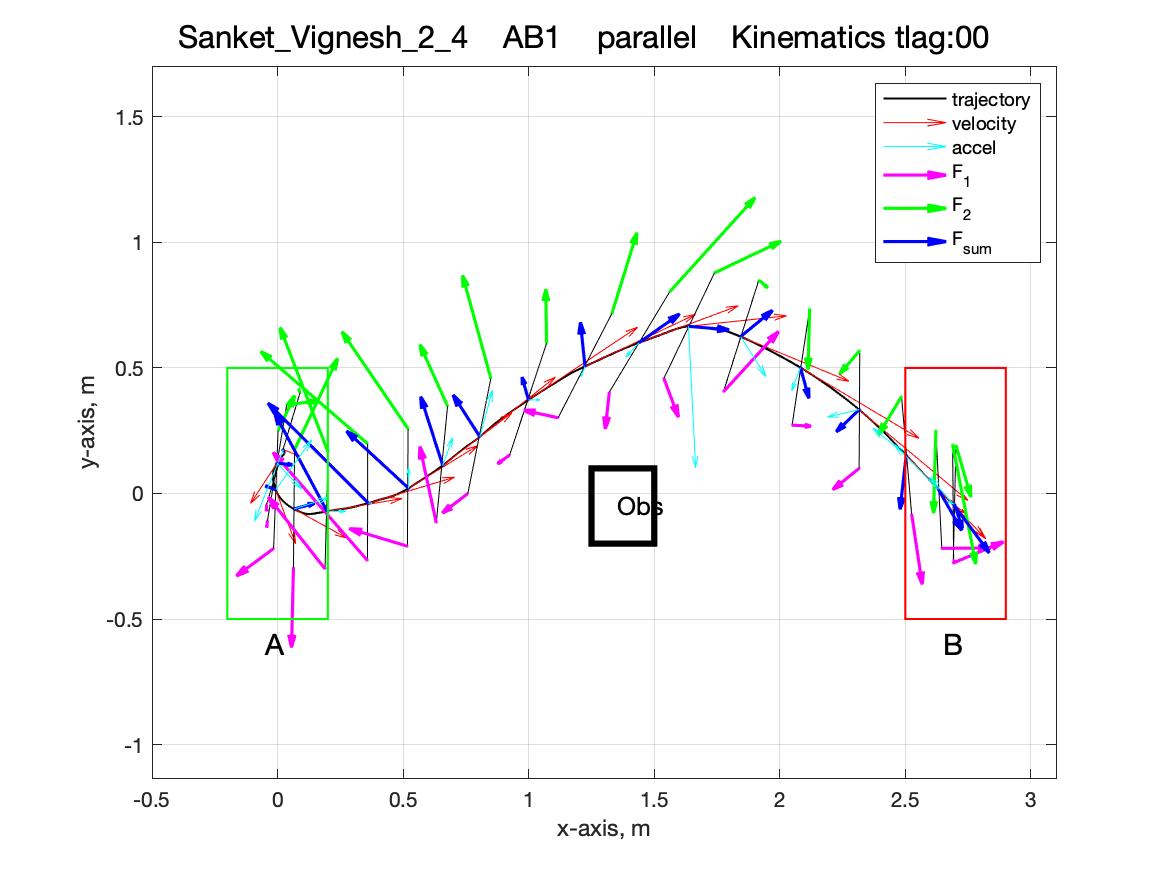 Sanket_Vignesh_2_4 AB1 parallel Kinematics tlag:00
trajectory
velocity
accel
F1
F2
Fsum
1.5
1
0.5
0
-0.5
-1
y-axis, m
Obs
A
B
-0.5
0
0.5
1
1.5
2
2.5
3
x-axis, m